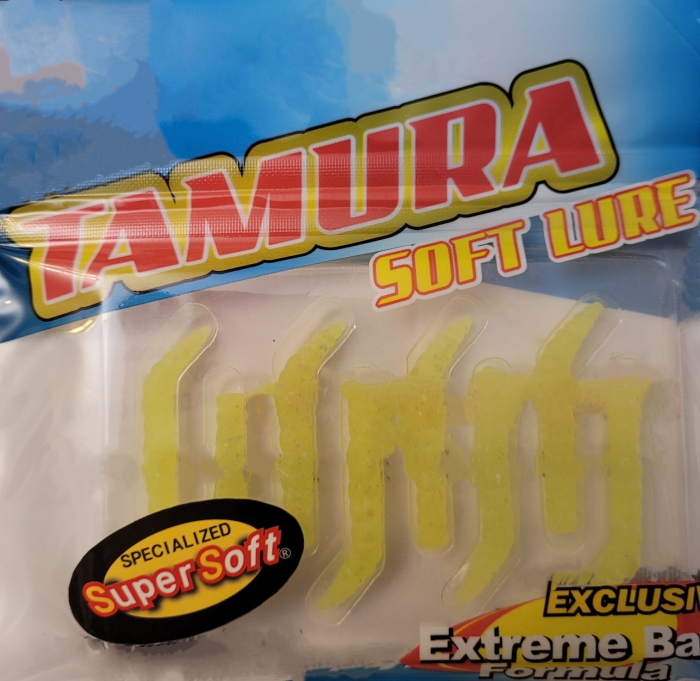 TAMURA
SOFT LURE
SPECIALIZED
Super Soft®
Extreme
Formula